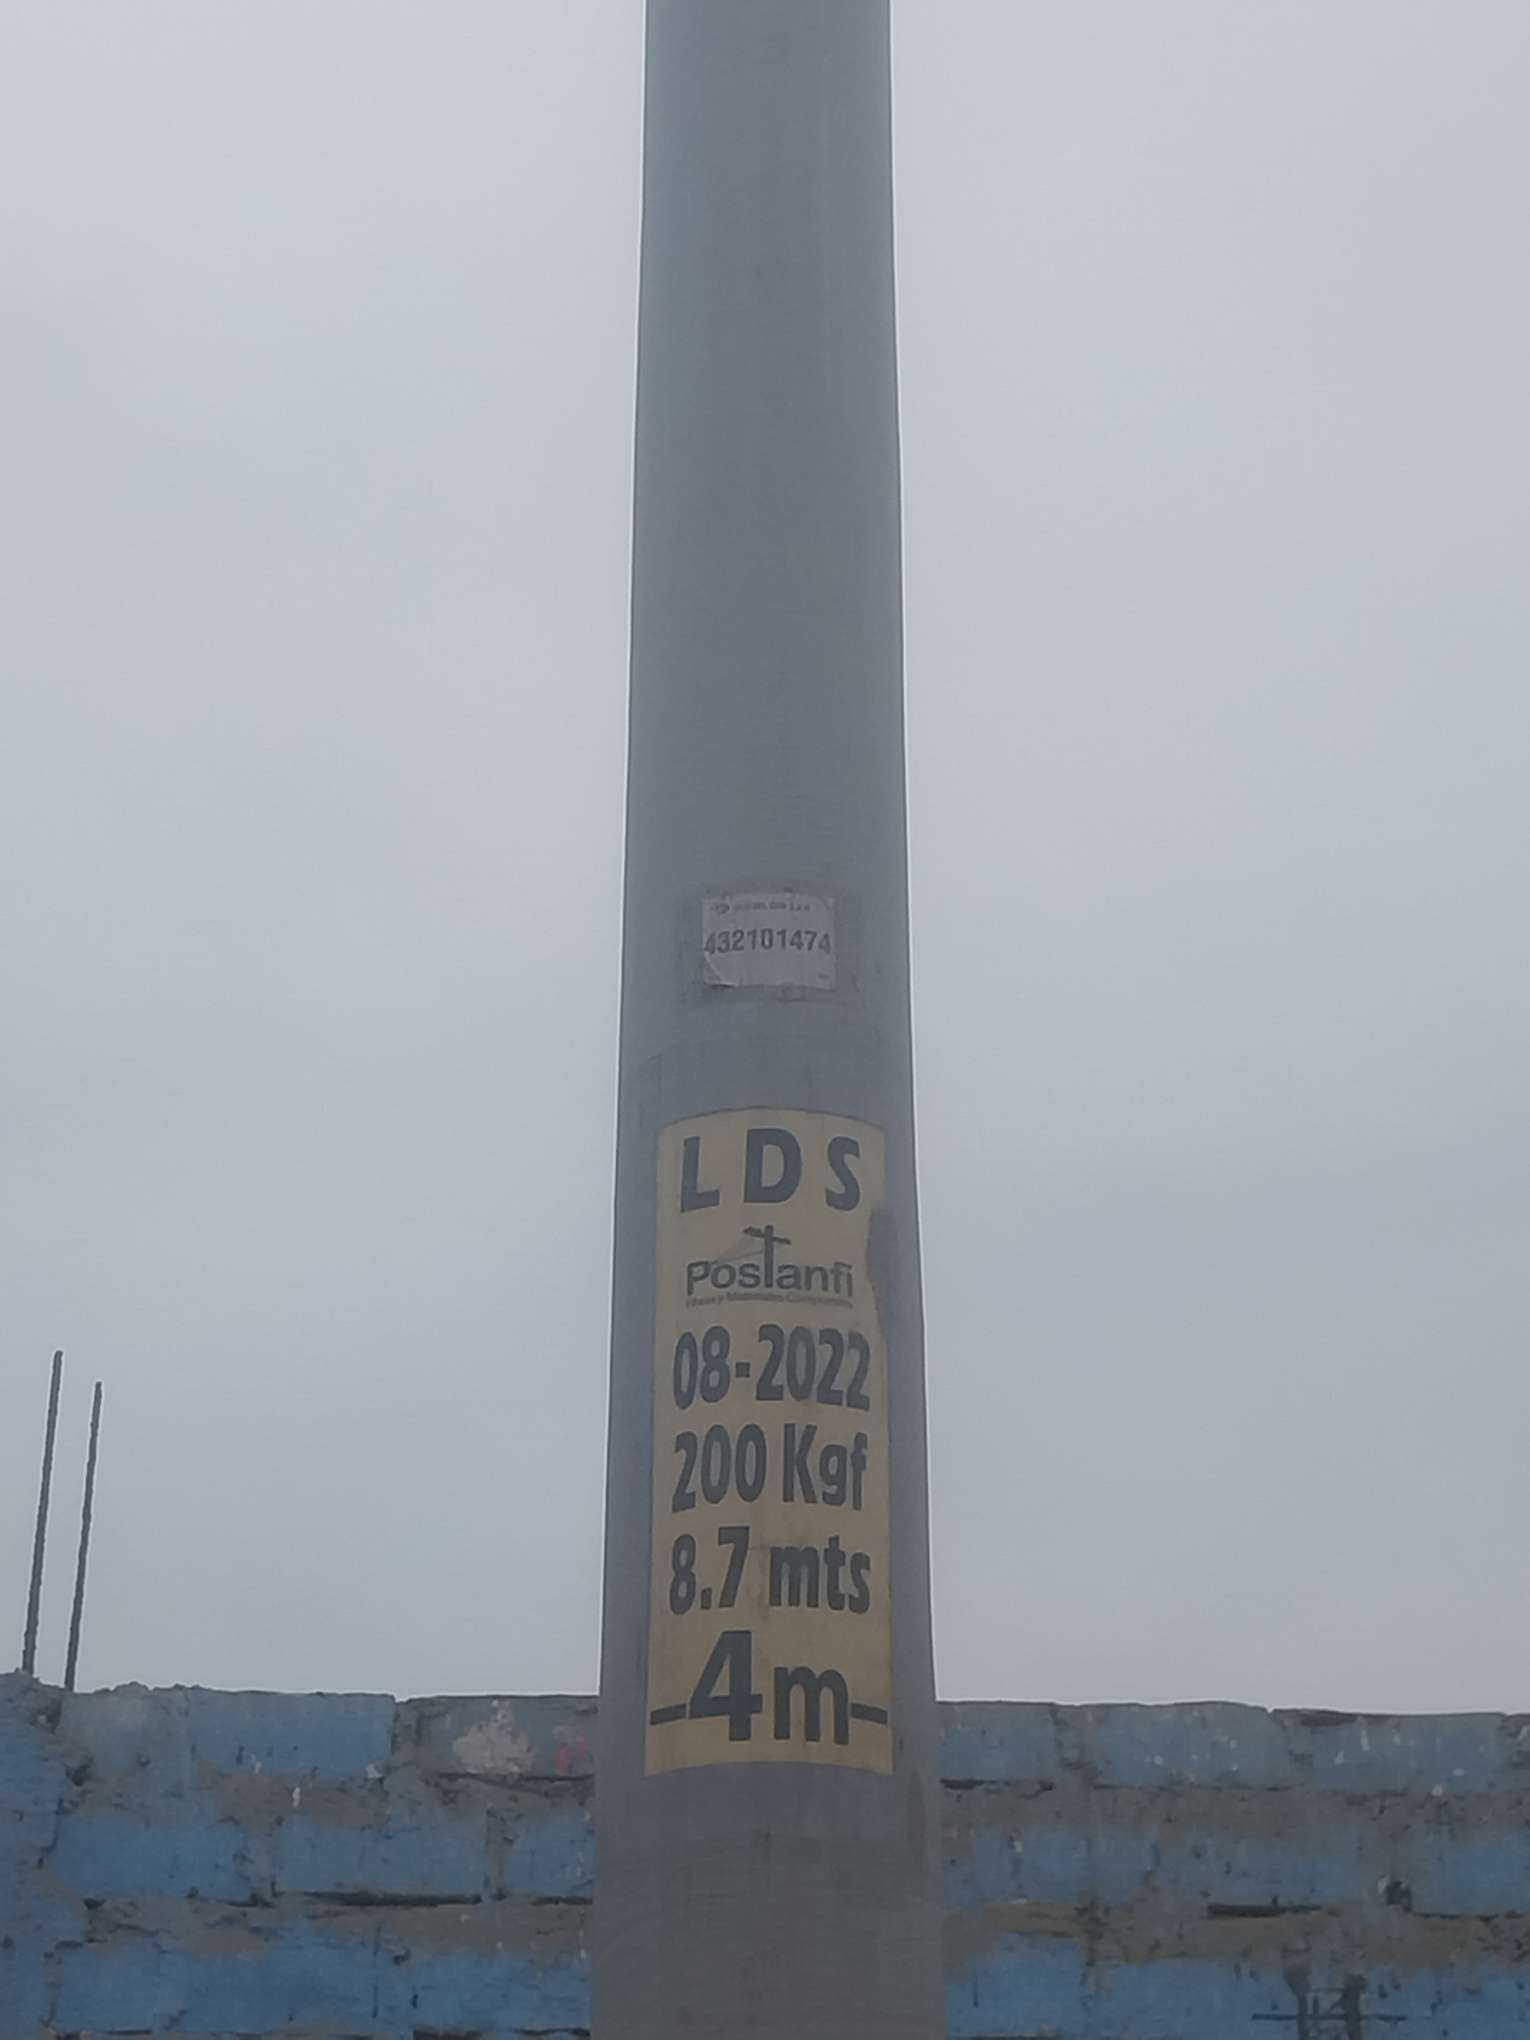 432101474
LDS
Postanfi
08-2022
200 Kgf
8.7 mts
-4m-